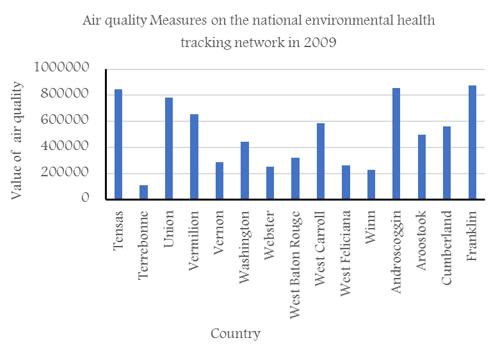 Air quality Measures on the national environmental health
tracking network in 2009
Value of air quality
1000000
800000
600000
400000
200000
0
Tensas
Terrebonne
Union
Vermilion
Vernon
Washington
Webster
West Baton Rouge
West Carroll
West Feliciana
Winn
Androscoggin
Aroostook
Cumberland
Franklin
Country